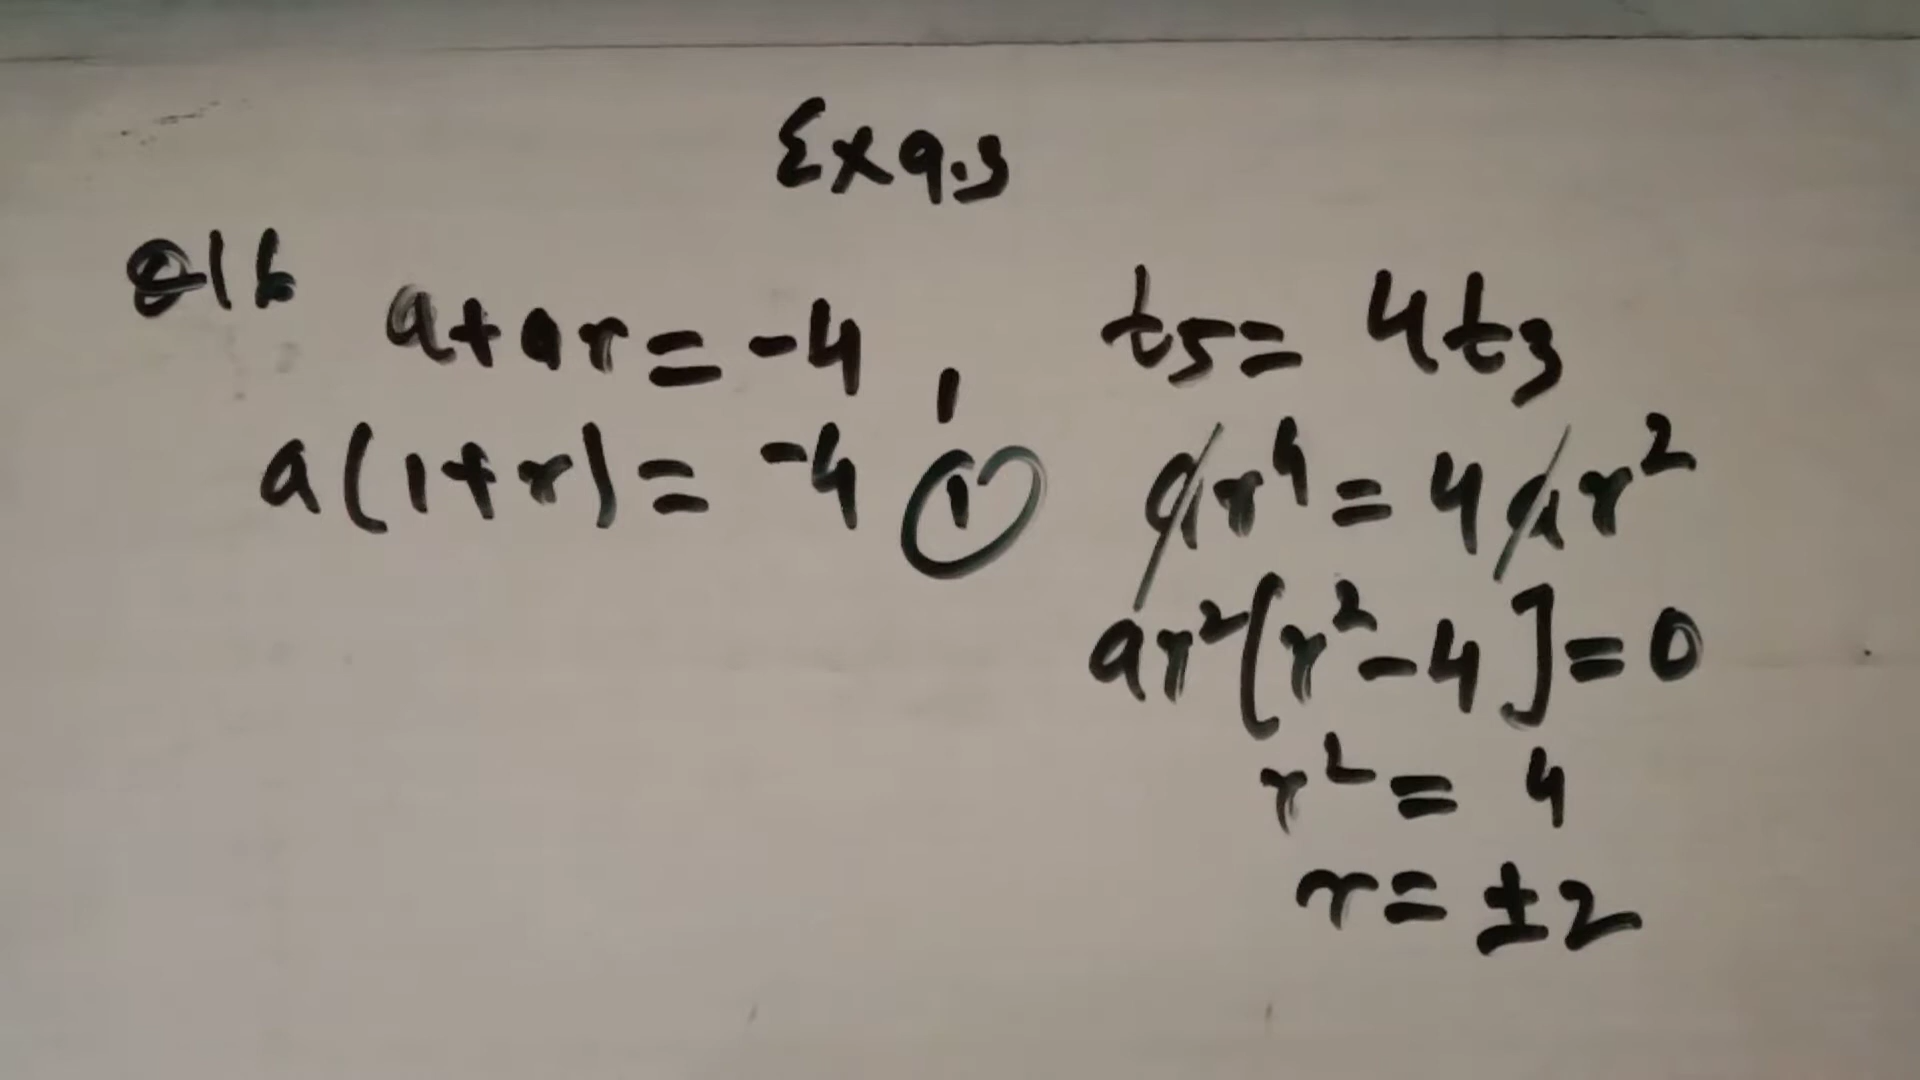 Ex 9.3
Q16
a+ar = -4,
a(1+r) = -4 ①
t5 = 4t3
ar⁴ = 4ar²
ar²[r²-4] = 0
r² = 4
r = ±2